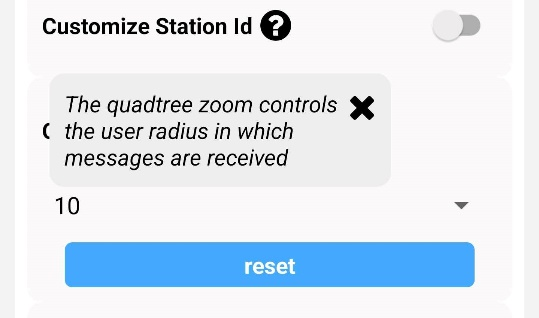 Customize Station Id ?
The quadtree zoom controls
the user radius in which
messages are received
10
reset